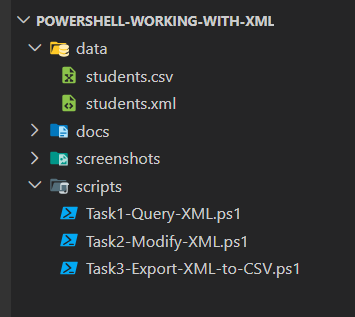 POWERSHELL-WORKING-WITH-XML
data
students.csv
students.xml
docs
screenshots
scripts
Task1-Query-XML.ps1
Task2-Modify-XML.ps1
Task3-Export-XML-to-CSV.ps1